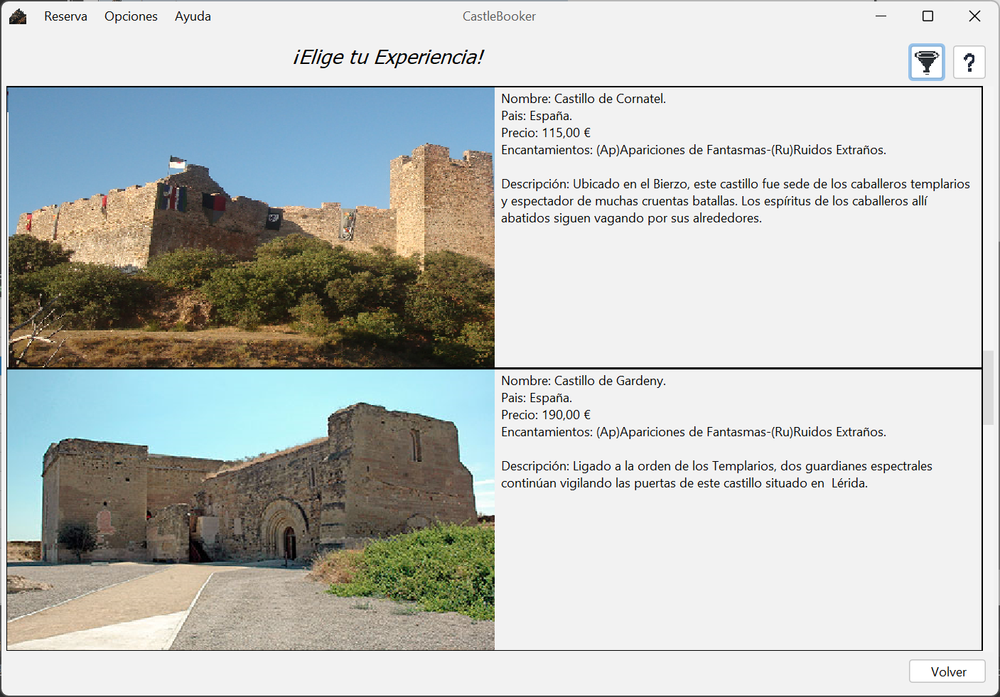 Reserva Opciones Ayuda CastleBooker
¡Elige tu Experiencia!
?
Nombre: Castillo de Cornatel.
Pais: España.
Precio: 115,00 €
Encantamientos: (Ap)Apariciones de Fantasmas-(Ru)Ruidos Extraños.
Descripción: Ubicado en el Bierzo, este castillo fue sede de los caballeros templarios
y espectador de muchas cruentas batallas. Los espíritus de los caballeros allí
abatidos siguen vagando por sus alrededores.
Nombre: Castillo de Gardeny.
Pais: España.
Precio: 190,00 €
Encantamientos: (Ap)Apariciones de Fantasmas-(Ru)Ruidos Extraños.
Descripción: Ligado a la orden de los Templarios, dos guardianes espectrales
continúan vigilando las puertas de este castillo situado en  Lérida.
Volver